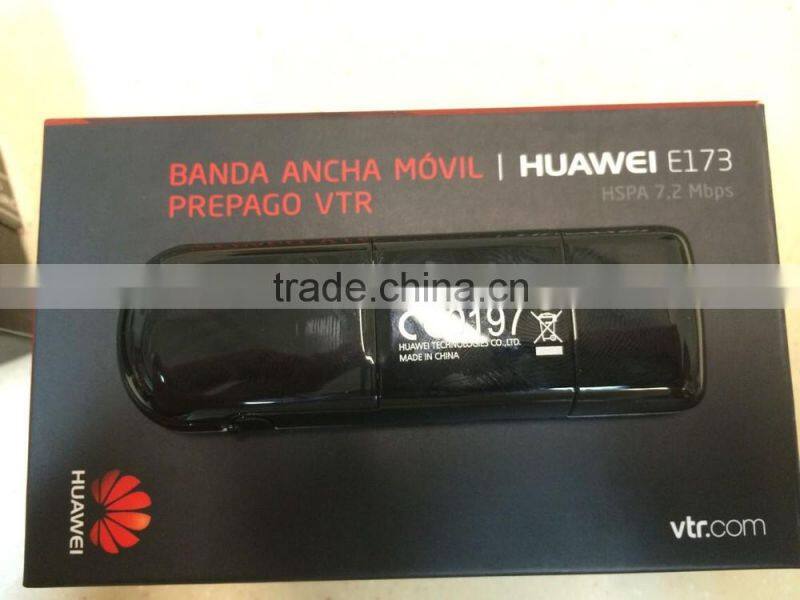 BANDA ANCHA MÓVIL | HUAWEI E173
PREPAGO VTR
HSPA 7.2 Mbps
trade.china.cn
0197
HUAWEI TECHNOLOGIES CO.,LTD.
MADE IN CHINA
HUAWEI
vtr.com